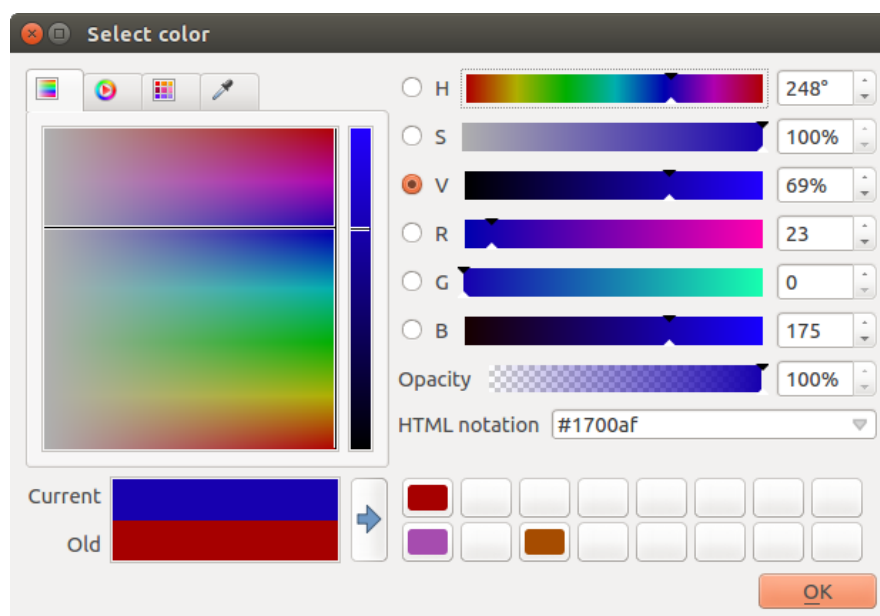 Select color
H 248°
S 100%
V 69%
R 23
G 0
B 175
Opacity 100%
HTML notation #1700af
Current
Old
OK